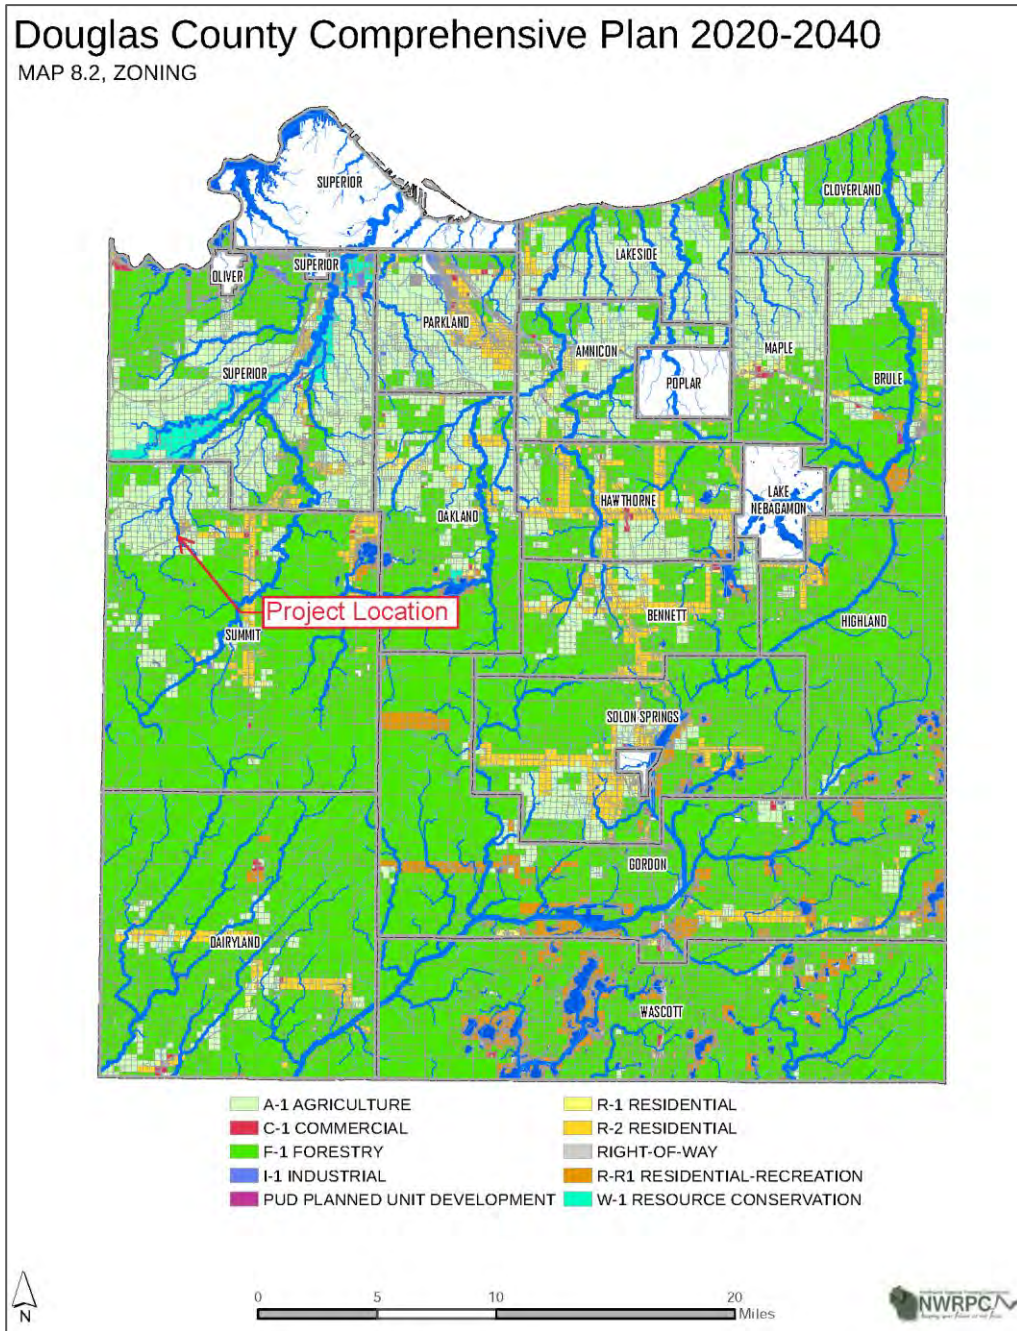 Douglas County Comprehensive Plan 2020-2040
MAP 8.2, ZONING
SUPERIOR
CLOVERLAND
LAKESIDE
OLIVER
SUPERIOR
PARKLAND
AMNICON
MAPLE
POPLAR
BRULE
SUPERIOR
HAWTHORNE
LAKE
NEBAGAMON
OAKLAND
Project Location
BENNETT
HIGHLAND
SUMMIT
SOLON SPRINGS
GORDON
DAIRYLAND
WASCOTT
A-1 AGRICULTURE
C-1 COMMERCIAL
F-1 FORESTRY
I-1 INDUSTRIAL
PUD PLANNED UNIT DEVELOPMENT
R-1 RESIDENTIAL
R-2 RESIDENTIAL
RIGHT-OF-WAY
R-R1 RESIDENTIAL-RECREATION
W-1 RESOURCE CONSERVATION
N
0 5 10 20
Miles
NWRPC